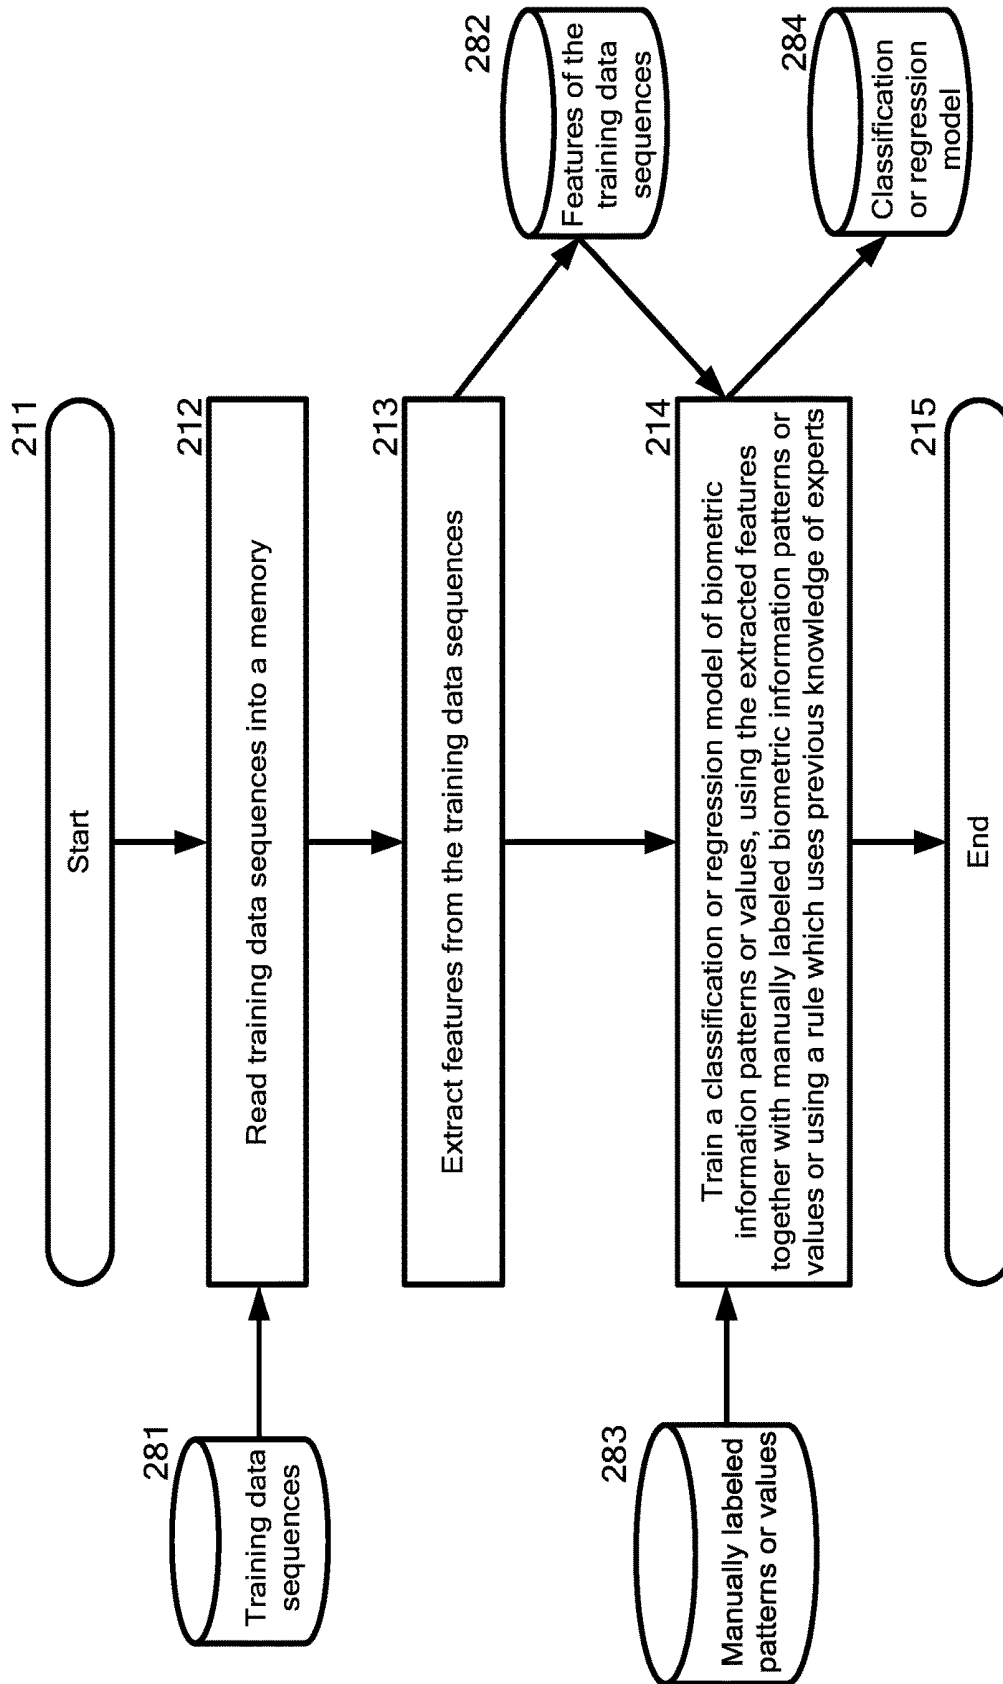 211
Start
212
Read training data sequences into a memory
281
Training data
sequences
213
Extract features from the training data sequences
282
Features of the
training data
sequences
214
Train a classification or regression model of biometric
information patterns or values, using the extracted features
together with manually labeled biometric information patterns or
values or using a rule which uses previous knowledge of experts
283
Manually labeled
patterns or values
284
Classification
or regression
model
215
End